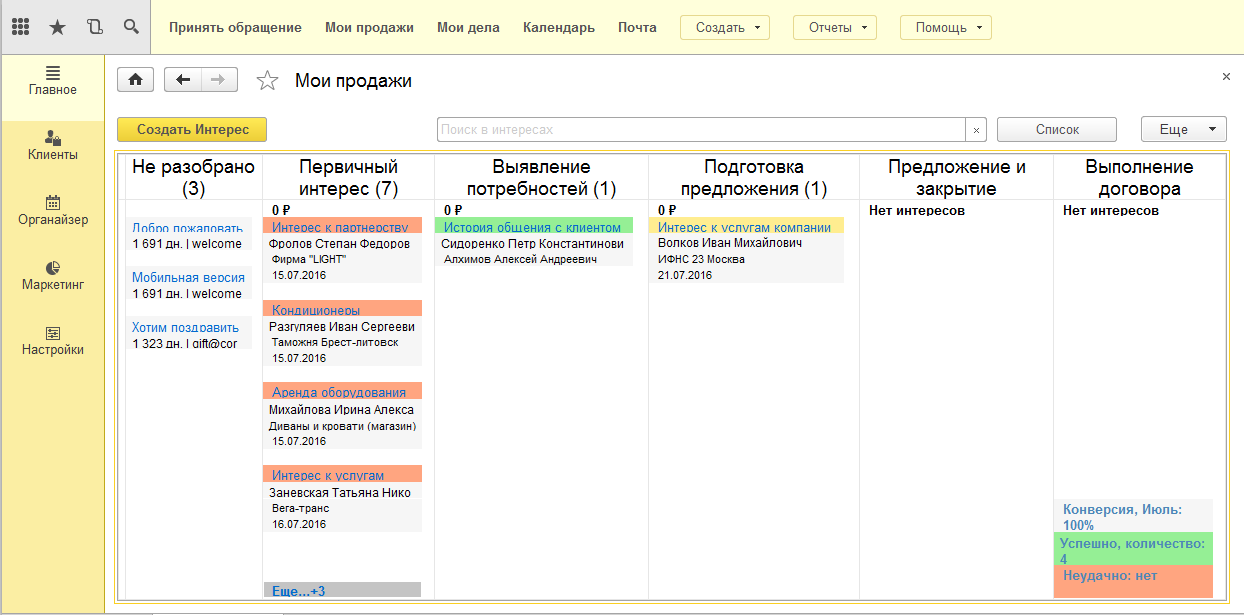 Принять обращение Мои продажи Мои дела Календарь Почта Создать Отчеты Помощь
Главное
Клиенты
Органайзер
Маркетинг
Настройки
Мои продажи
Создать Интерес
Поиск в интересах
Список
Еще
Не разобрано
(3)
Добро пожаловать
1 691 дн. | welcome
Мобильная версия
1 691 дн. | welcome
Хотим поздравить
1 323 дн. | gift@cor
Первичный
интерес (7)
0 ₽
Интерес к партнерству
Фролов Степан Федоров
Фирма "LIGHT"
15.07.2016
Кондиционеры
Разгуляев Иван Сергееви
Таможня Брест-литовск
15.07.2016
Аренда оборудования
Михайлова Ирина Алекса
Диваны и кровати (магазин)
15.07.2016
Интерес к услугам
Заневская Татьяна Нико
Вега-транс
16.07.2016
Еще...+3
Выявление
потребностей (1)
0 ₽
История общения с клиентом
Сидоренко Петр Константинови
Алхимов Алексей Андреевич
Подготовка
предложения (1)
0 ₽
Интерес к услугам компании
Волков Иван Михайлович
ИФНС 23 Москва
21.07.2016
Предложение и
закрытие
Нет интересов
Выполнение
договора
Нет интересов
Конверсия, Июль:
100%
Успешно, количество:
4
Неудачно: нет